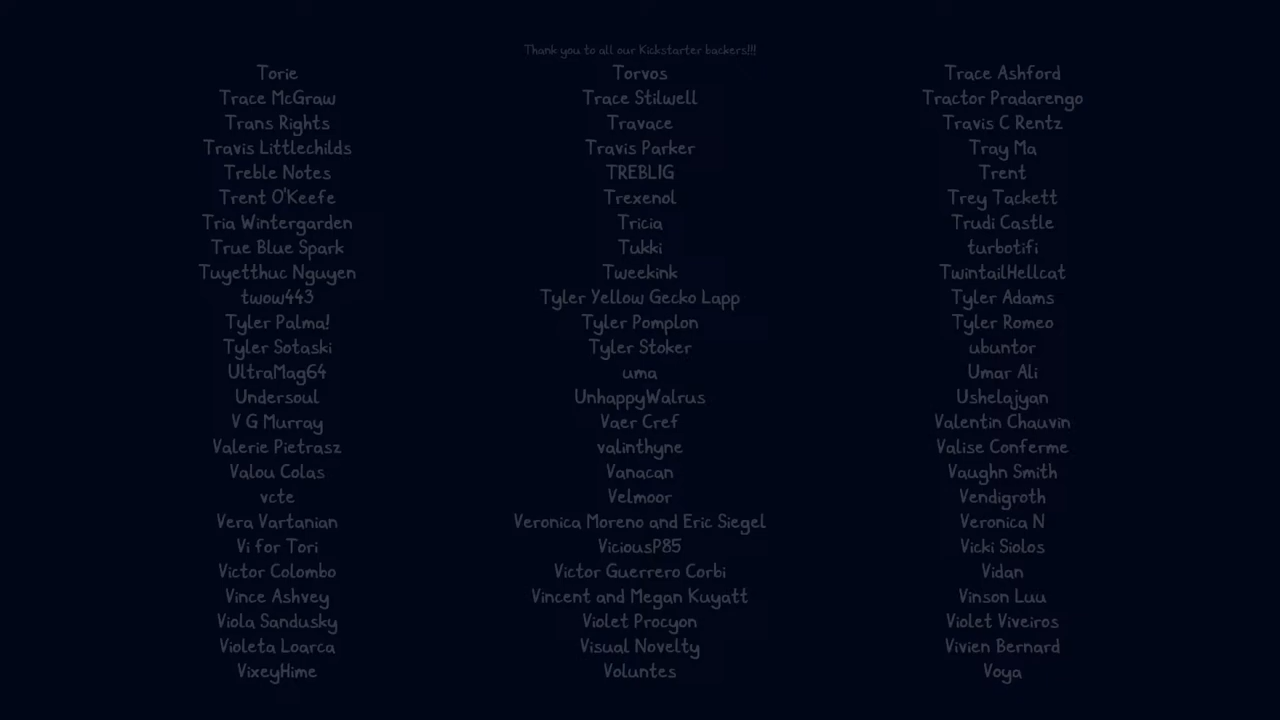 Thank you to all our Kickstarter backers!!!
Torie Torvos Trace Ashford
Trace McGraw Trace Stilwell Tractor Pradarengo
Trans Rights Travace Travis C Rentz
Travis Littlechilds Travis Parker Tray Ma
Treble Notes TREBLIG Trent
Trent O'Keefe Trexenol Trey Tackett
Tria Wintergarden Tricia Trudi Castle
True Blue Spark Tukki turbotifi
Tuyetthuc Nguyen Tweekink TwintailHellcat
twow443 Tyler Yellow Gecko Lapp Tyler Adams
Tyler Palma! Tyler Pomplon Tyler Romeo
Tyler Sotaski Tyler Stoker ubuntor
UltraMag64 uma Umar Ali
Undersoul UnhappyWalrus Ushelajyan
V G Murray Vaer Cref Valentin Chauvin
Valerie Pietrasz valinthyne Valise Conferme
Valou Colas Vanacan Vaughn Smith
vcte Velmoor Vendigroth
Vera Vartanian Veronica Moreno and Eric Siegel Veronica N
Vi for Tori ViciousP85 Vicki Siolos
Victor Colombo Victor Guerrero Corbi Vidan
Vince Ashvey Vincent and Megan Kuyatt Vinson Luu
Viola Sandusky Violet Procyon Violet Viveiros
Violeta Loarca Visual Novelty Vivien Bernard
VixeyHime Voluntes Voya